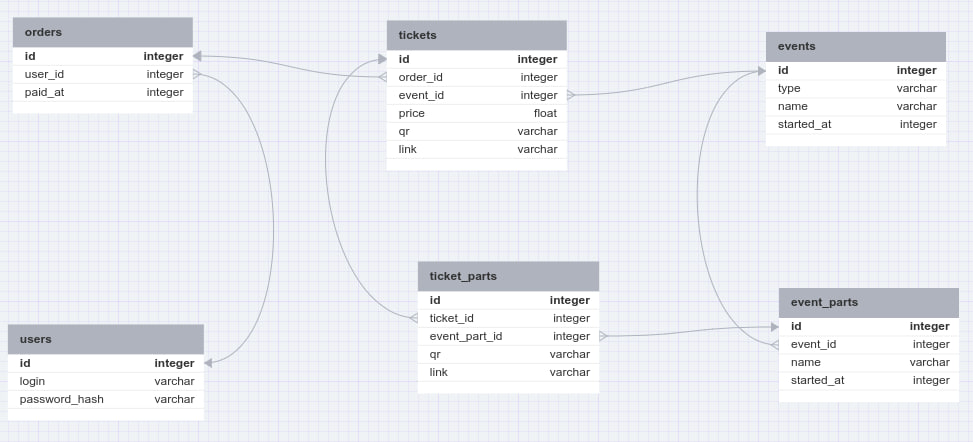 orders
id integer
user_id integer
paid_at integer
tickets
id integer
order_id integer
event_id integer
price float
qr varchar
link varchar
events
id integer
type varchar
name varchar
started_at integer
users
id integer
login varchar
password_hash varchar
ticket_parts
id integer
ticket_id integer
event_part_id integer
qr varchar
link varchar
event_parts
id integer
event_id integer
name varchar
started_at integer